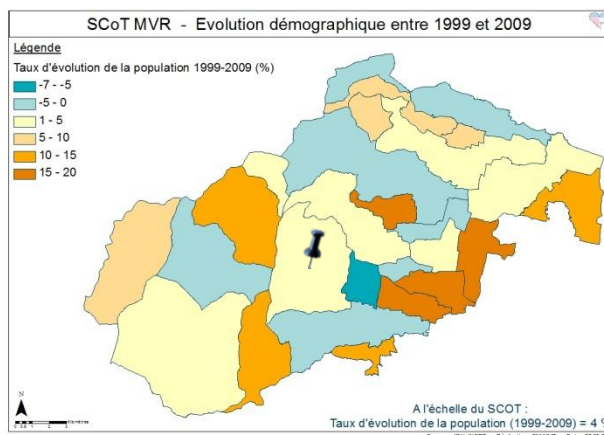 SCoT MVR - Evolution démographique entre 1999 et 2009
Légende
Taux d'évolution de la population 1999-2009 (%)
-7 - -5
-5 - 0
1 - 5
5 - 10
10 - 15
15 - 20
N
A l'échelle du SCOT :
Taux d'évolution de la population (1999-2009) = 4 %